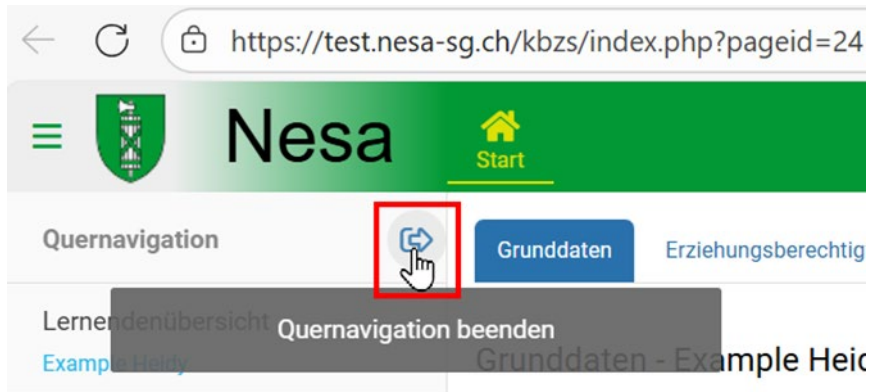 https://test.nesa-sg.ch/kbzs/index.php?pageid=24
Nesa
Start
Quernavigation
Grunddaten
Erziehungsberechtig
Lernendenübersicht
Quernavigation beenden
Example Heidy
Grunddaten - Example Heid